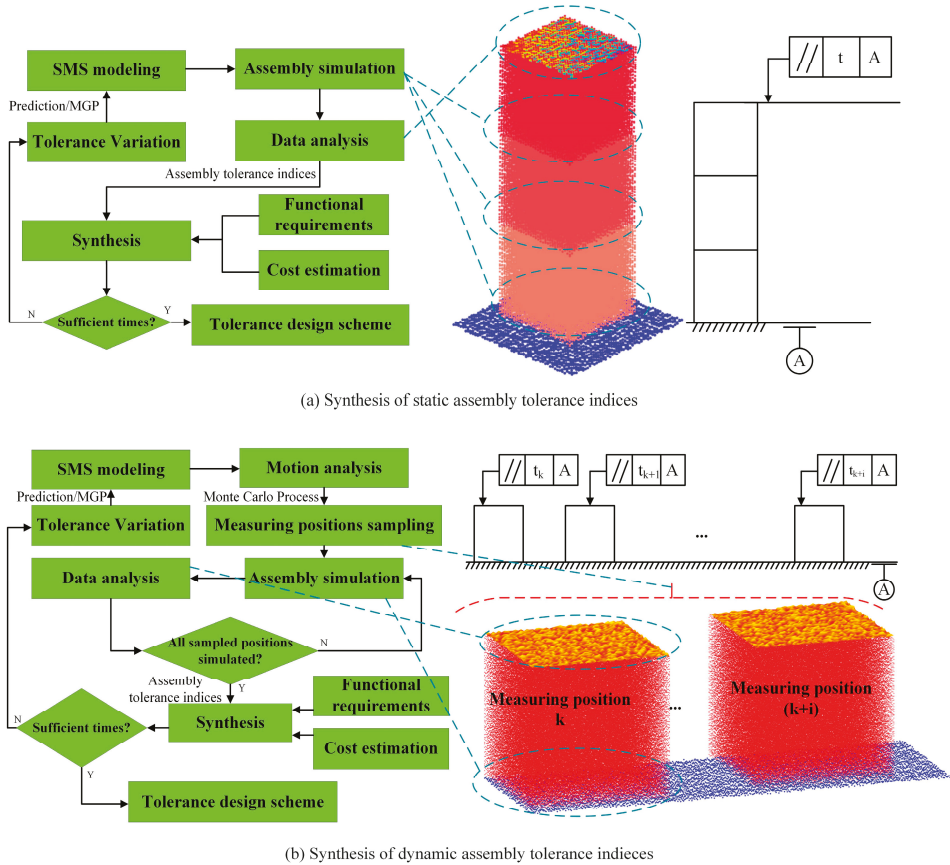 SMS modeling
Assembly simulation
Prediction/MGP
Tolerance Variation
Data analysis
Assembly tolerance indices
Functional
requirements
Synthesis
Cost estimation
N
Sufficient times?
Y
Tolerance design scheme
// t A
A
(a) Synthesis of static assembly tolerance indices
SMS modeling
Motion analysis
Prediction/MGP
Monte Carlo Process
Tolerance Variation
Measuring positions sampling
Data analysis
Assembly simulation
All sampled positions
simulated?
N
Assembly
tolerance indices
Y
Functional
requirements
N
Sufficient times?
Synthesis
Cost estimation
Y
Tolerance design scheme
// tk A
// tk+1 A
// tk+i A
...
A
Measuring position
k
...
Measuring position
(k+i)
(b) Synthesis of dynamic assembly tolerance indieces